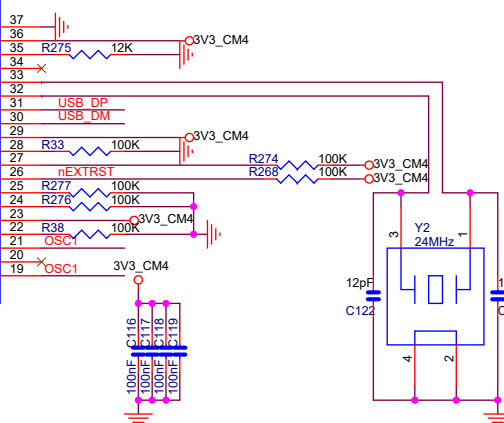 37
36 3V3_CM4
35 R275 12K
34
33
32
31 USB_DP
30 USB_DM
29 3V3_CM4
28 R33 100K
27 R274 100K 3V3_CM4
26 nEXTRST R268 100K 3V3_CM4
25 R277 100K
24 R276 100K
23 3V3_CM4
22 R38 100K
21 OSC1
20
19 OSC1
3V3_CM4
C116
C117
C118
C119
100nF
100nF
100nF
100nF
Y2
24MHz
3
1
12pF
C122
4
2
1
C